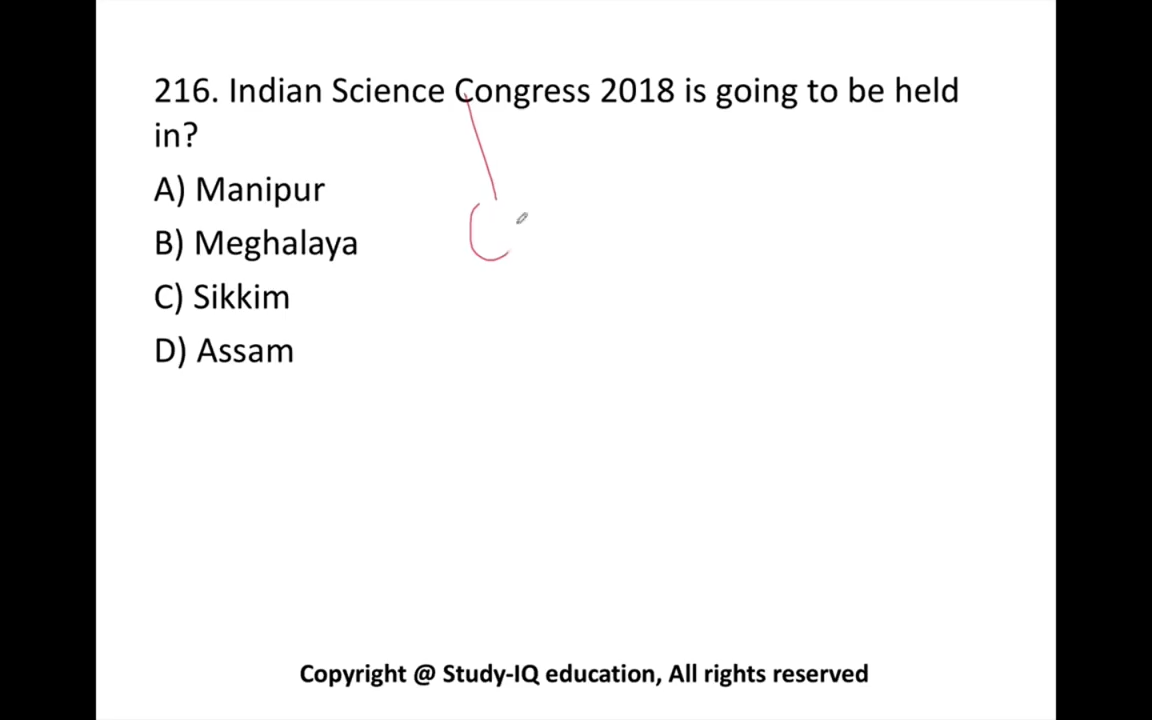 216. Indian Science Congress 2018 is going to be held
in?
A) Manipur
B) Meghalaya
C) Sikkim
D) Assam
Copyright @ Study-IQ education, All rights reserved